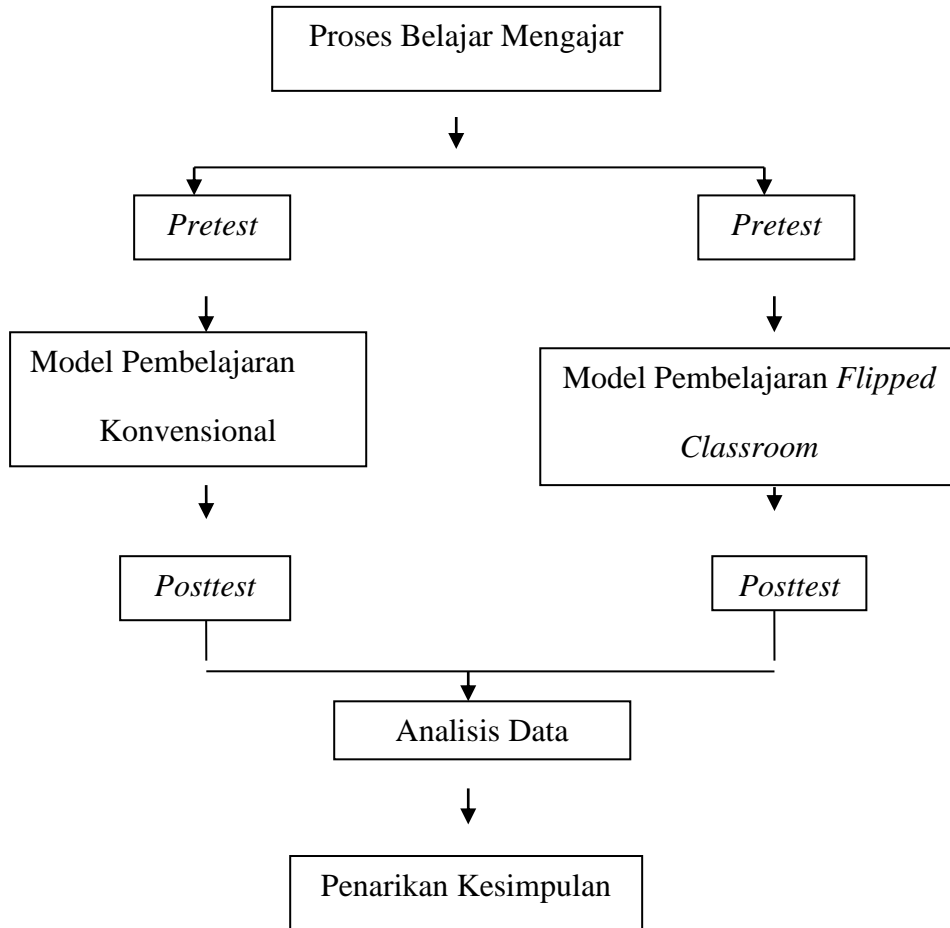 Proses Belajar Mengajar
Pretest
Pretest
Model Pembelajaran
Konvensional
Model Pembelajaran Flipped
Classroom
Posttest
Posttest
Analisis Data
Penarikan Kesimpulan